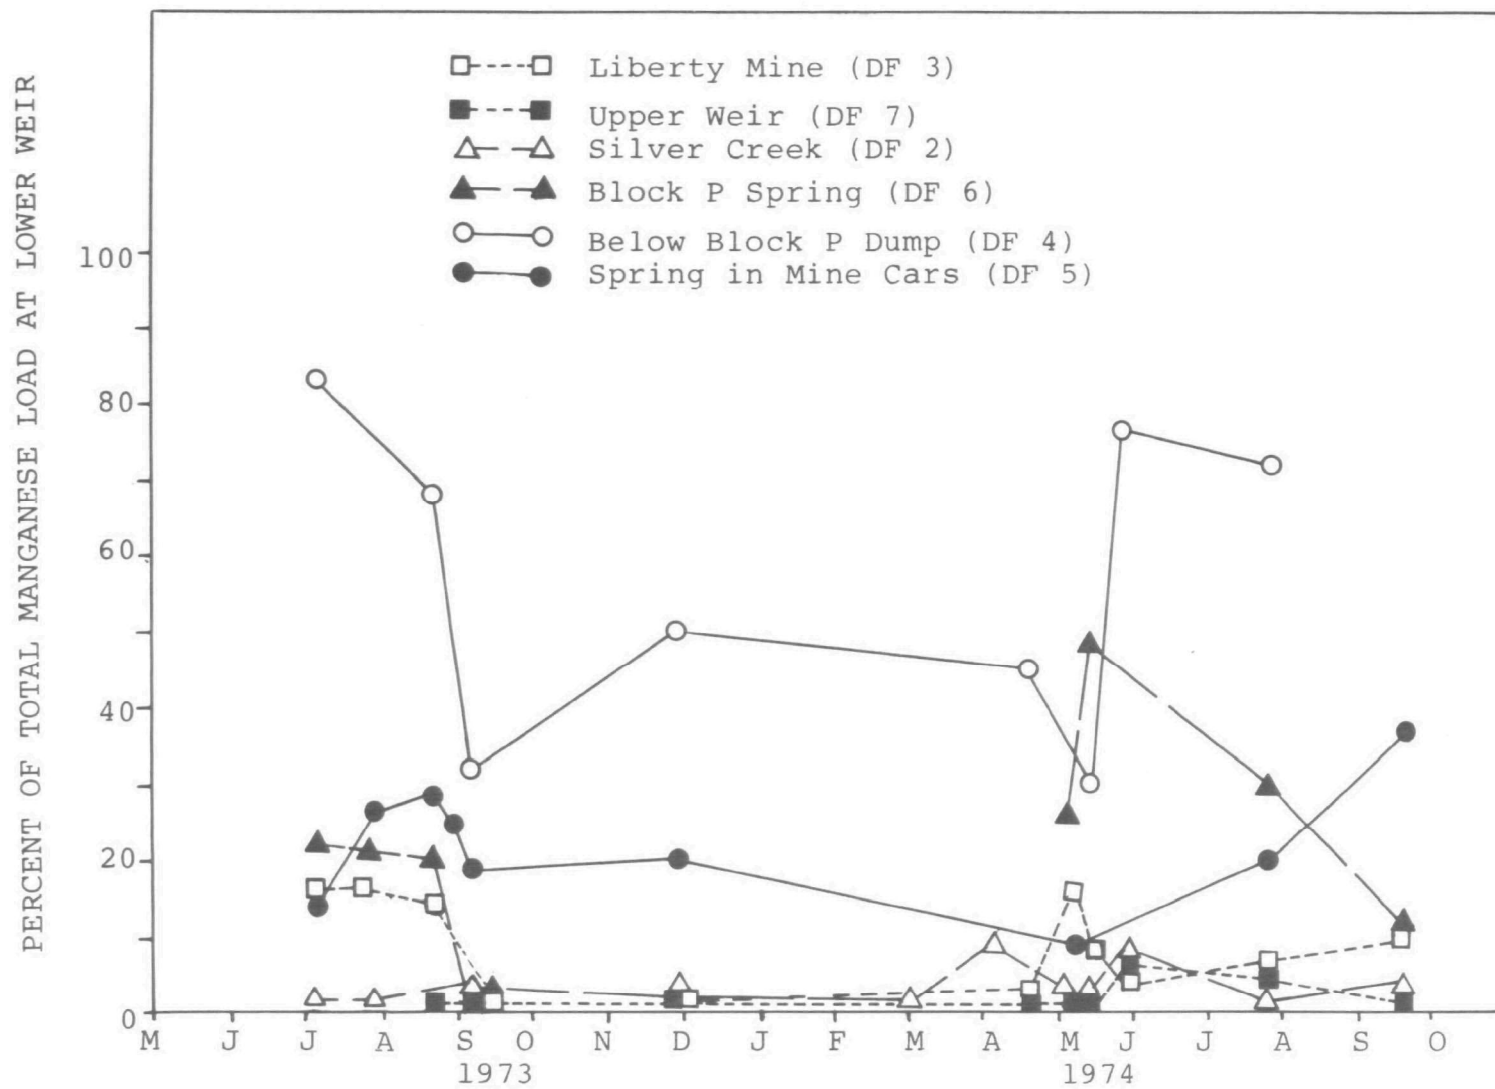 PERCENT OF TOTAL MANGANESE LOAD AT LOWER WEIR
Liberty Mine (DF 3)
Upper Weir (DF 7)
Silver Creek (DF 2)
Block P Spring (DF 6)
Below Block P Dump (DF 4)
Spring in Mine Cars (DF 5)
100
80
60
40
20
0
M J J A S O N D J F M A M J J A S O
1973 1974